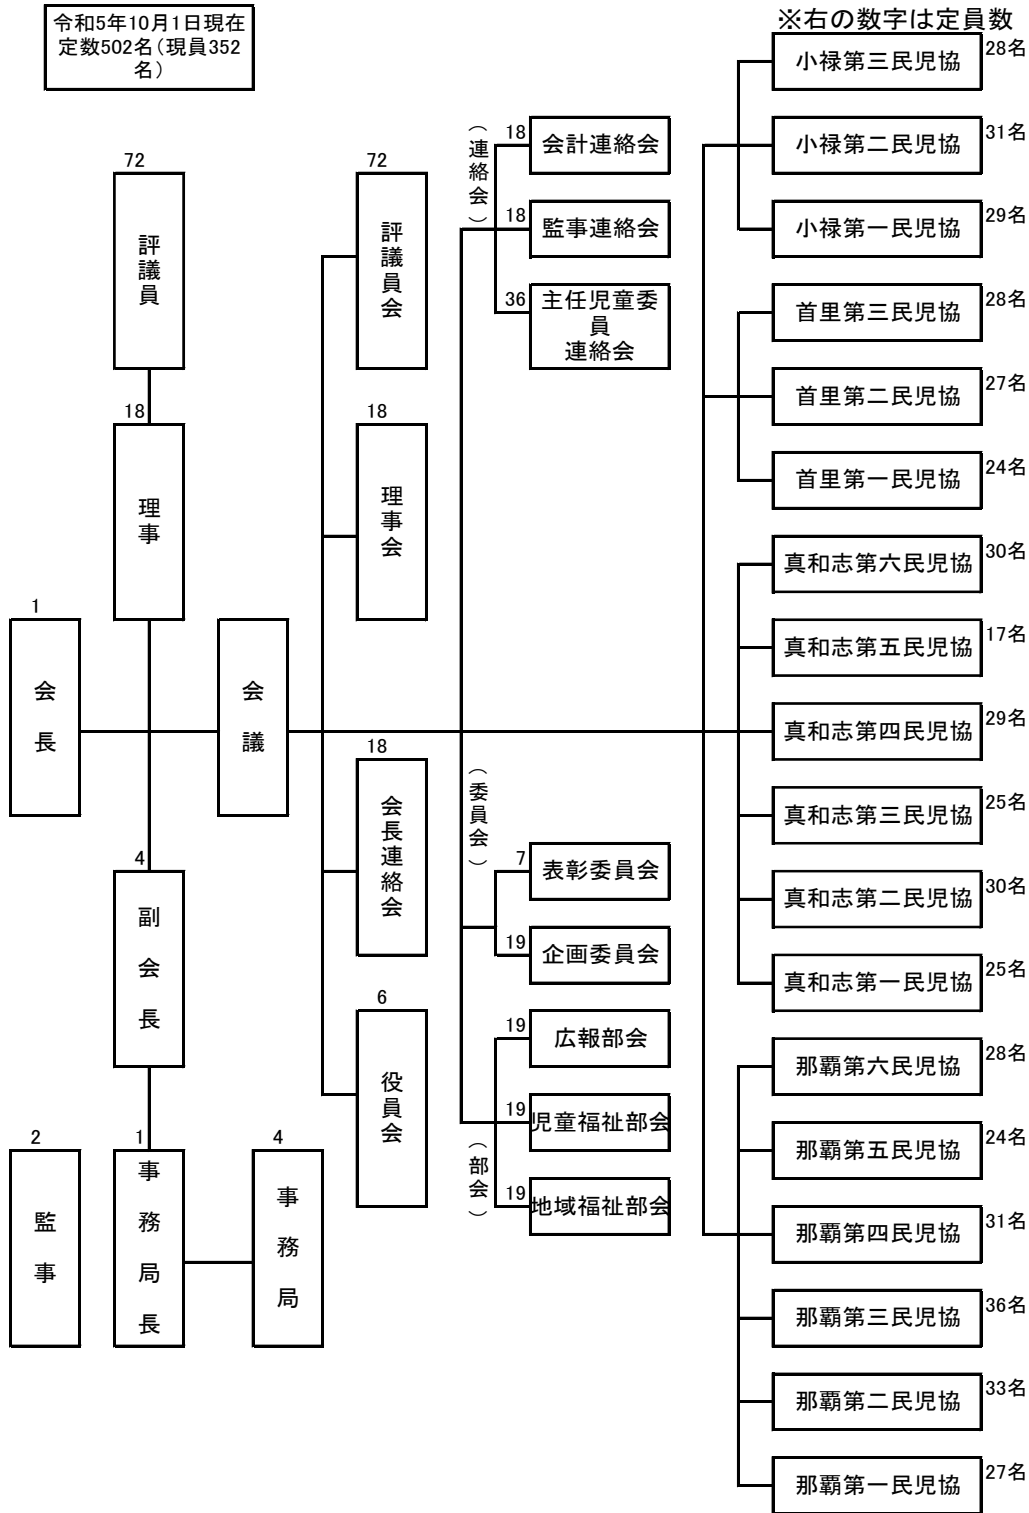 令和5年10月1日現在
定数502名（現員352
名）
※右の数字は定員数
1
会長
72
評議員
18
理事
4
副会長
1
事務局長
2
監事
4
事務局
会議
72
評議員会
18
理事会
18
会長連絡会
6
役員会
（連絡会）
18
会計連絡会
18
監事連絡会
36
主任児童委
員
連絡会
（委員会）
7
表彰委員会
19
企画委員会
（部会）
19
広報部会
19
児童福祉部会
19
地域福祉部会
小禄第三民児協 28名
小禄第二民児協 31名
小禄第一民児協 29名
首里第三民児協 28名
首里第二民児協 27名
首里第一民児協 24名
真和志第六民児協 30名
真和志第五民児協 17名
真和志第四民児協 29名
真和志第三民児協 25名
真和志第二民児協 30名
真和志第一民児協 25名
那覇第六民児協 28名
那覇第五民児協 24名
那覇第四民児協 31名
那覇第三民児協 36名
那覇第二民児協 33名
那覇第一民児協 27名